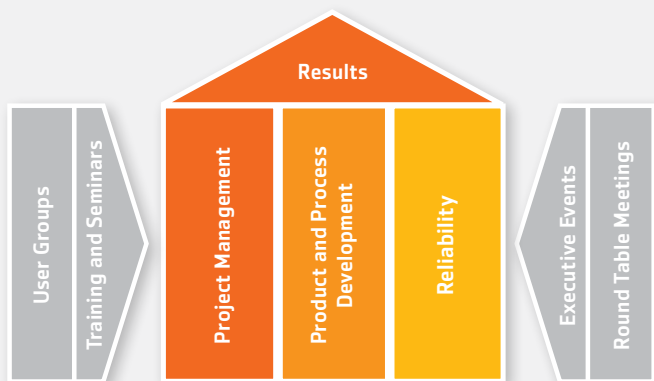 Results
User Groups
Training and Seminars
Project Management
Product and Process
Development
Reliability
Executive Events
Round Table Meetings